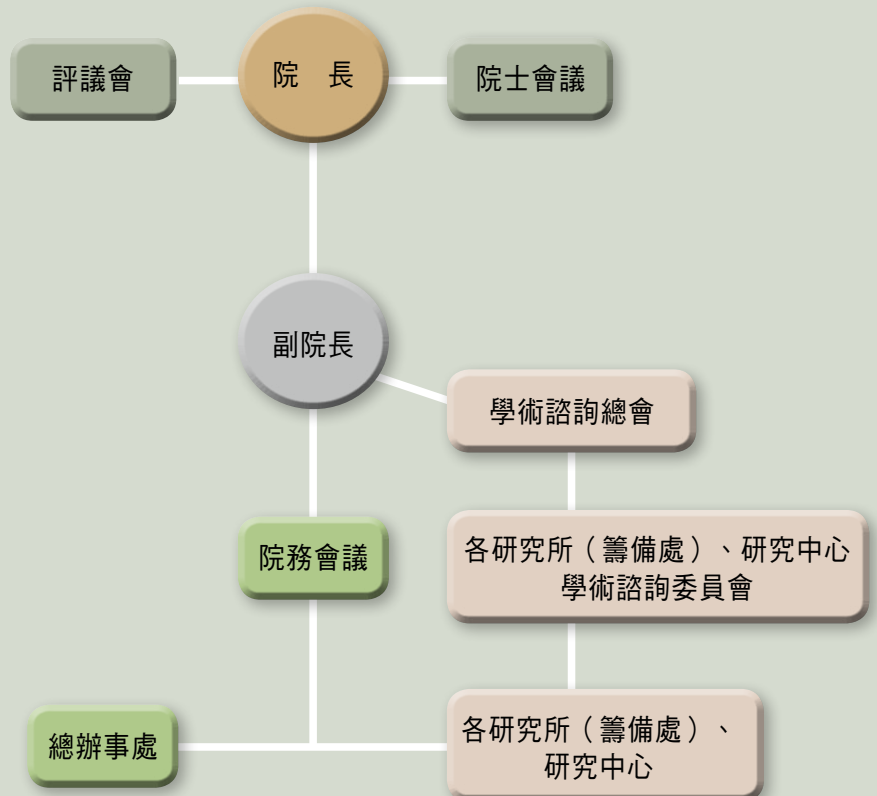 評議會
院 長
院士會議
副院長
學術諮詢總會
院務會議
各研究所（籌備處）、研究中心
學術諮詢委員會
總辦事處
各研究所（籌備處）、
研究中心